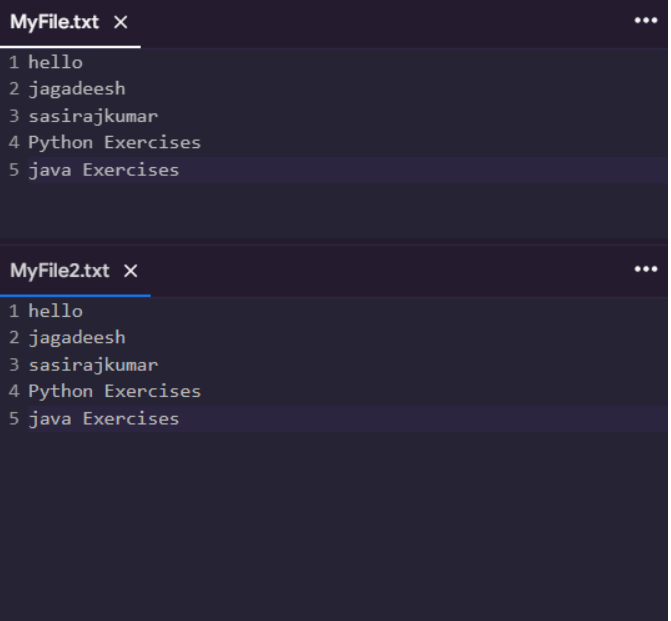 MyFile.txt ×
1 hello
2 jagadeesh
3 sasirajkumar
4 Python Exercises
5 java Exercises
MyFile2.txt ×
1 hello
2 jagadeesh
3 sasirajkumar
4 Python Exercises
5 java Exercises